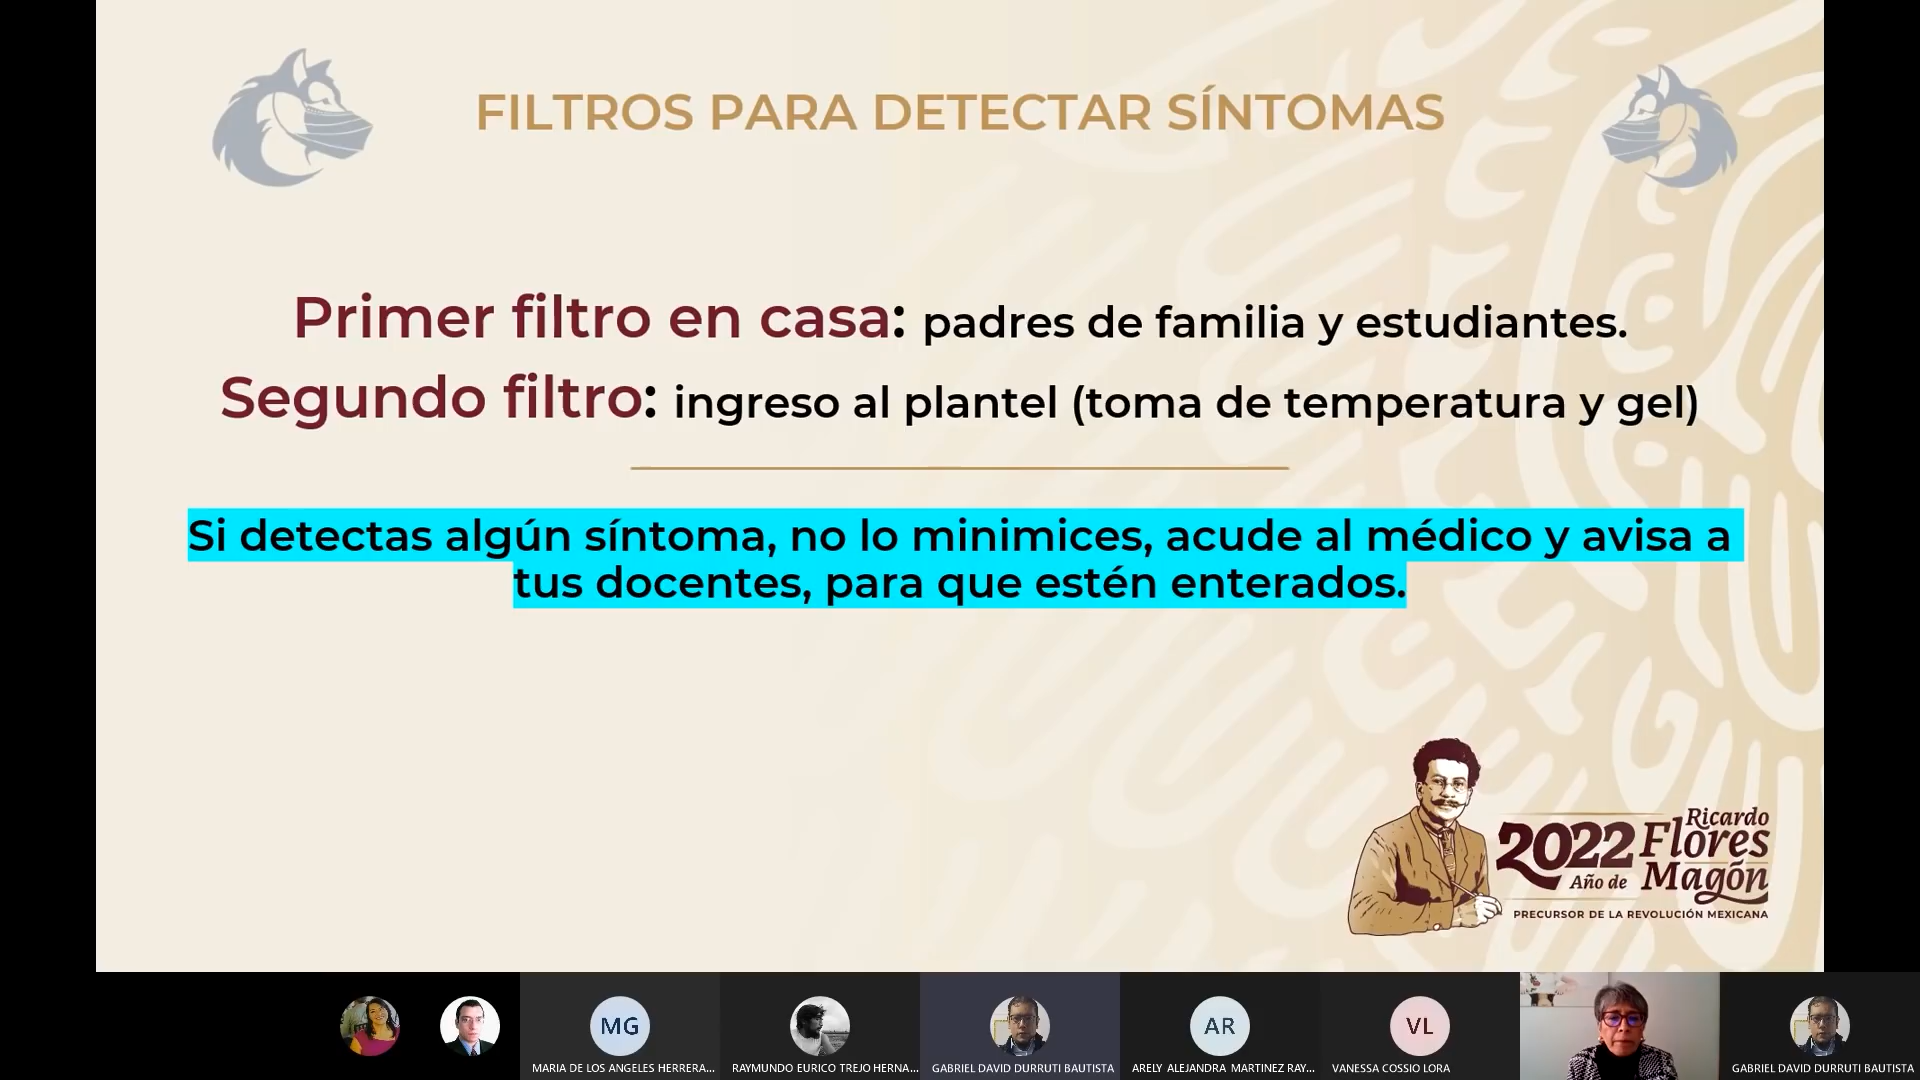 FILTROS PARA DETECTAR SÍNTOMAS
Primer filtro en casa: padres de familia y estudiantes.
Segundo filtro: ingreso al plantel (toma de temperatura y gel)
Si detectas algún síntoma, no lo minimices, acude al médico y avisa a
tus docentes, para que estén enterados.
2022 Ricardo
Flores
Año de Magón
PRECURSOR DE LA REVOLUCIÓN MEXICANA
MG
AR
VL
MARIA DE LOS ANGELES HERRERA...
RAYMUNDO EURICO TREJO HERNA...
GABRIEL DAVID DURRUTI BAUTISTA
ARELY ALEJANDRA MARTINEZ RAY...
VANESSA COSSIO LORA
GABRIEL DAVID DURRUTI BAUTISTA